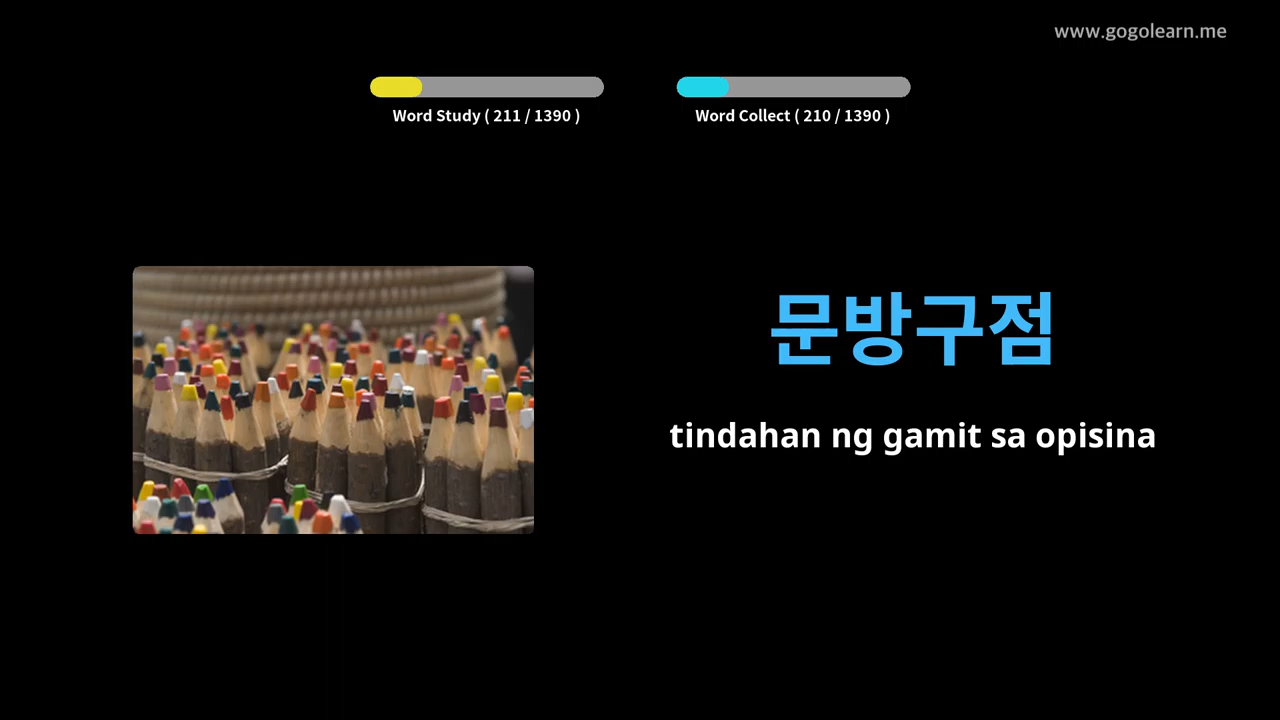 www.gogolearn.me
Word Study ( 211 / 1390 )
Word Collect ( 210 / 1390 )
문방구점
tindahan ng gamit sa opisina